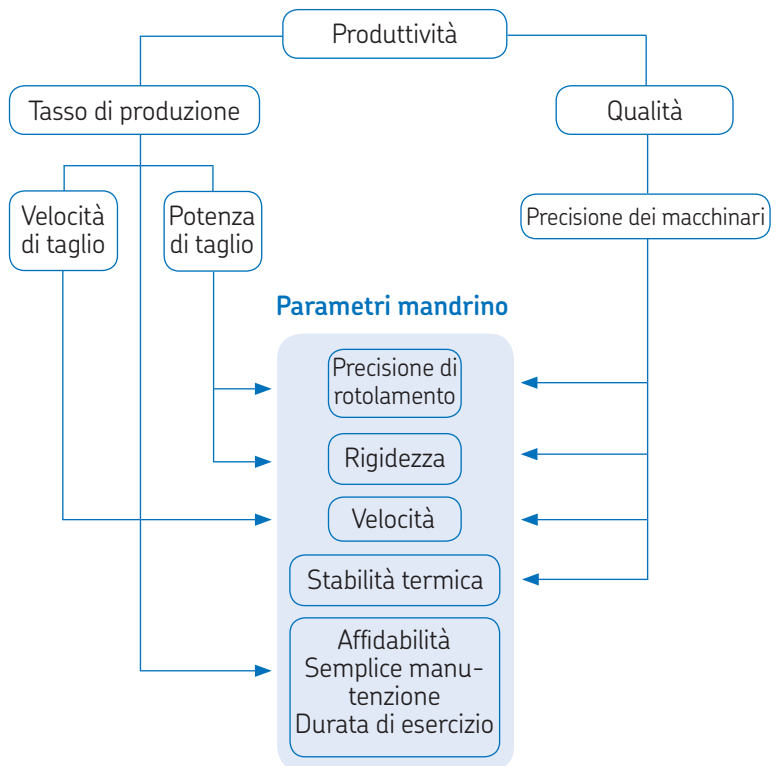 Produttività
Tasso di produzione
Qualità
Velocità
di taglio
Potenza
di taglio
Precisione dei macchinari
Parametri mandrino
Precisione di
rotolamento
Rigidezza
Velocità
Stabilità termica
Affidabilità
Semplice manu-
tenzione
Durata di esercizio